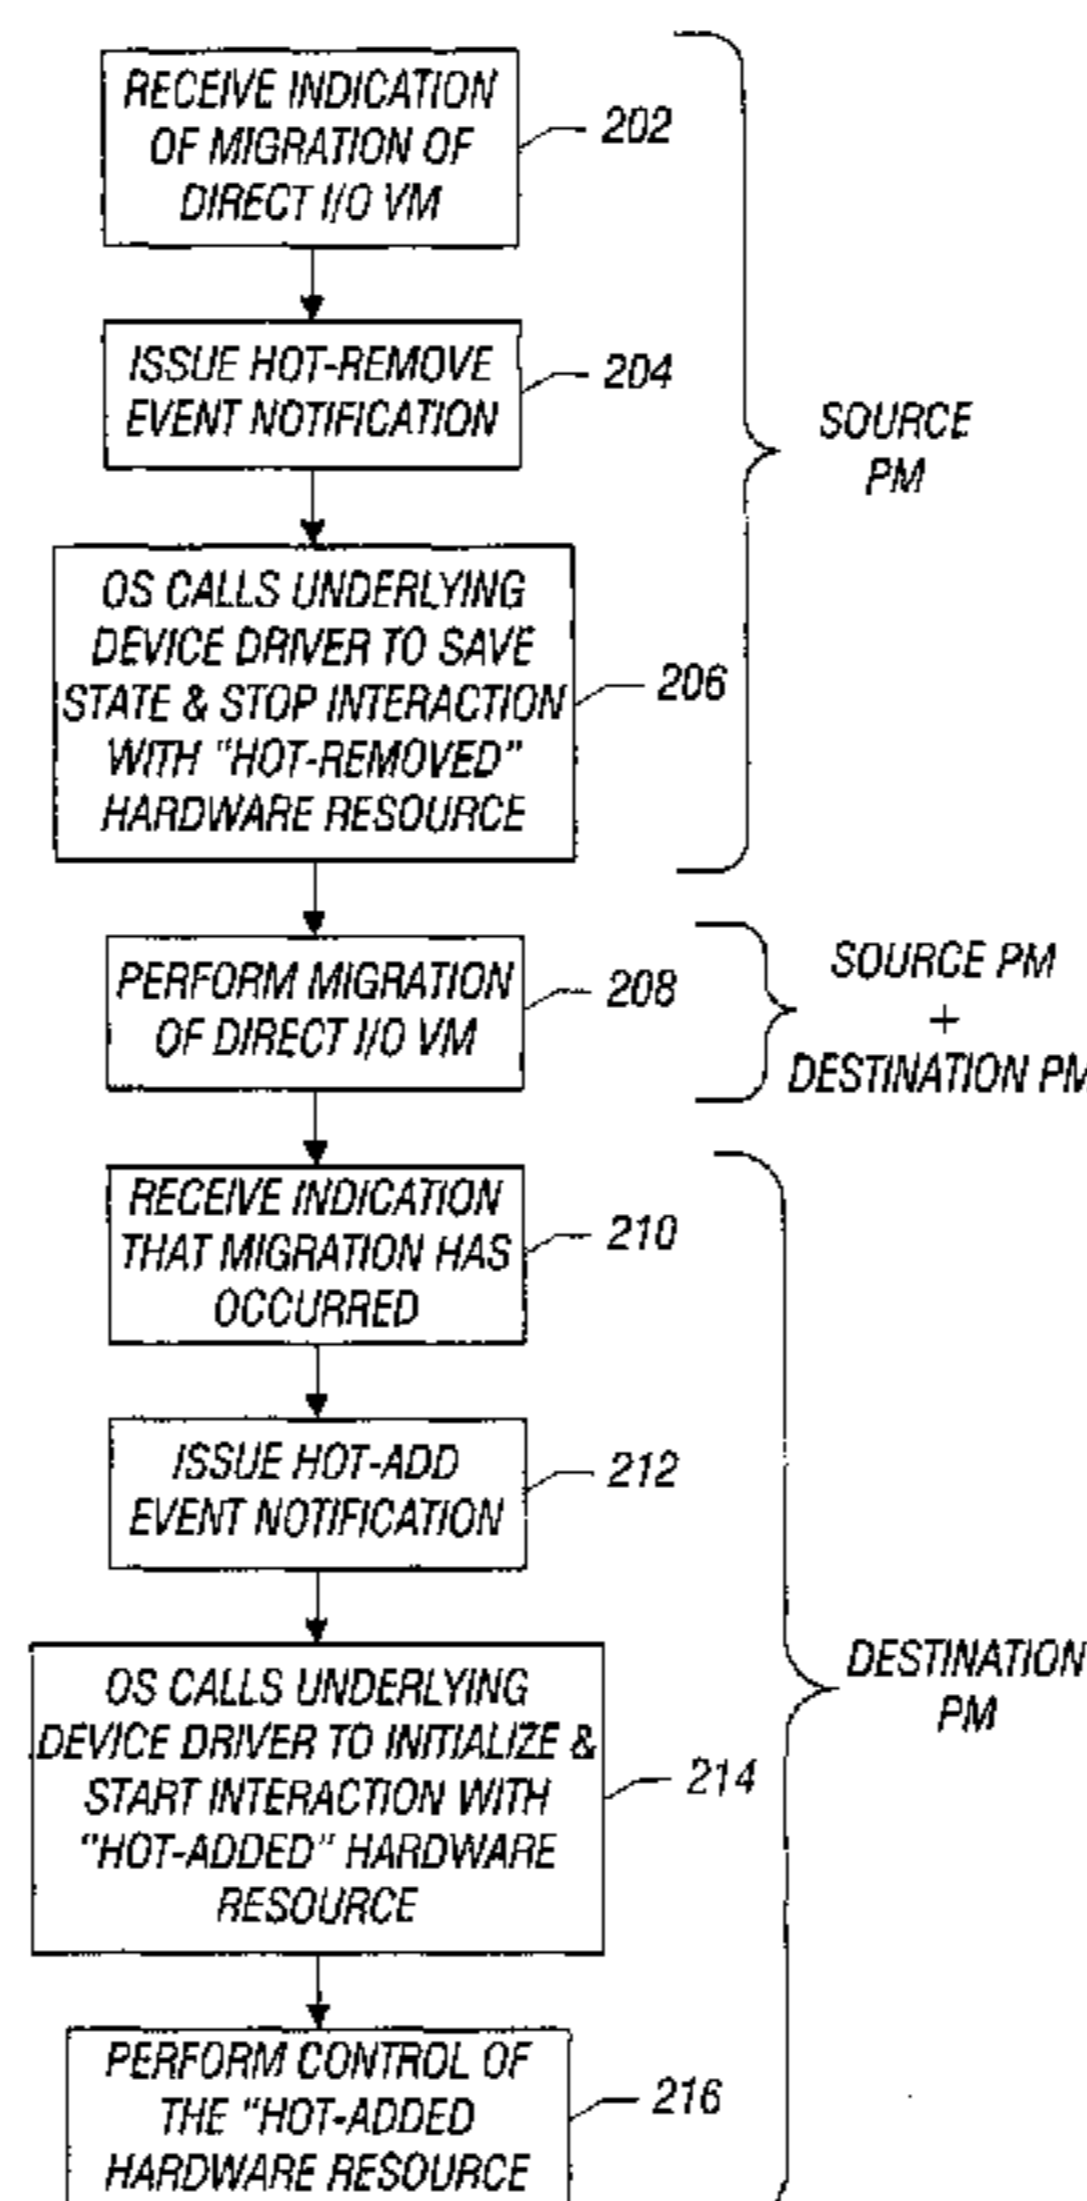 RECEIVE INDICATION
OF MIGRATION OF
DIRECT I/O VM
202
ISSUE HOT-REMOVE
EVENT NOTIFICATION
204
SOURCE
PM
OS CALLS UNDERLYING
DEVICE DRIVER TO SAVE
STATE & STOP INTERACTION
WITH "HOT-REMOVED"
HARDWARE RESOURCE
206
PERFORM MIGRATION
OF DIRECT I/O VM
208
SOURCE PM
+
DESTINATION PM
RECEIVE INDICATION
THAT MIGRATION HAS
OCCURRED
210
ISSUE HOT-ADD
EVENT NOTIFICATION
212
OS CALLS UNDERLYING
DEVICE DRIVER TO INITIALIZE &
START INTERACTION WITH
"HOT-ADDED" HARDWARE
RESOURCE
214
DESTINATION
PM
PERFORM CONTROL OF
THE "HOT-ADDED
HARDWARE RESOURCE
216